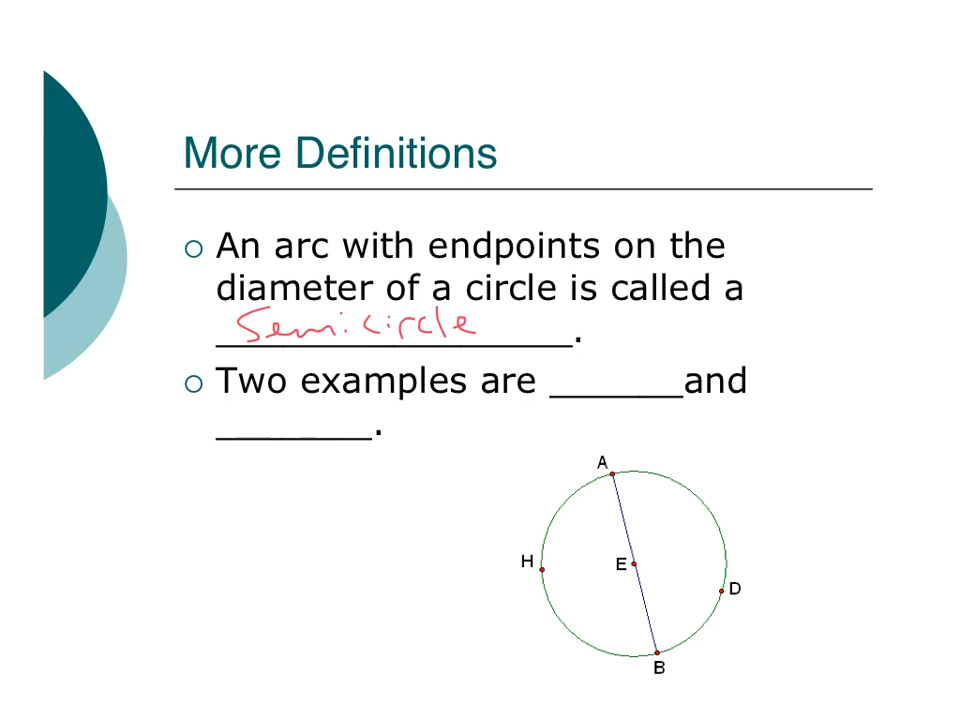 More Definitions
An arc with endpoints on the
diameter of a circle is called a
semicircle.
Two examples are ______and
_______.
A
H
E
D
B